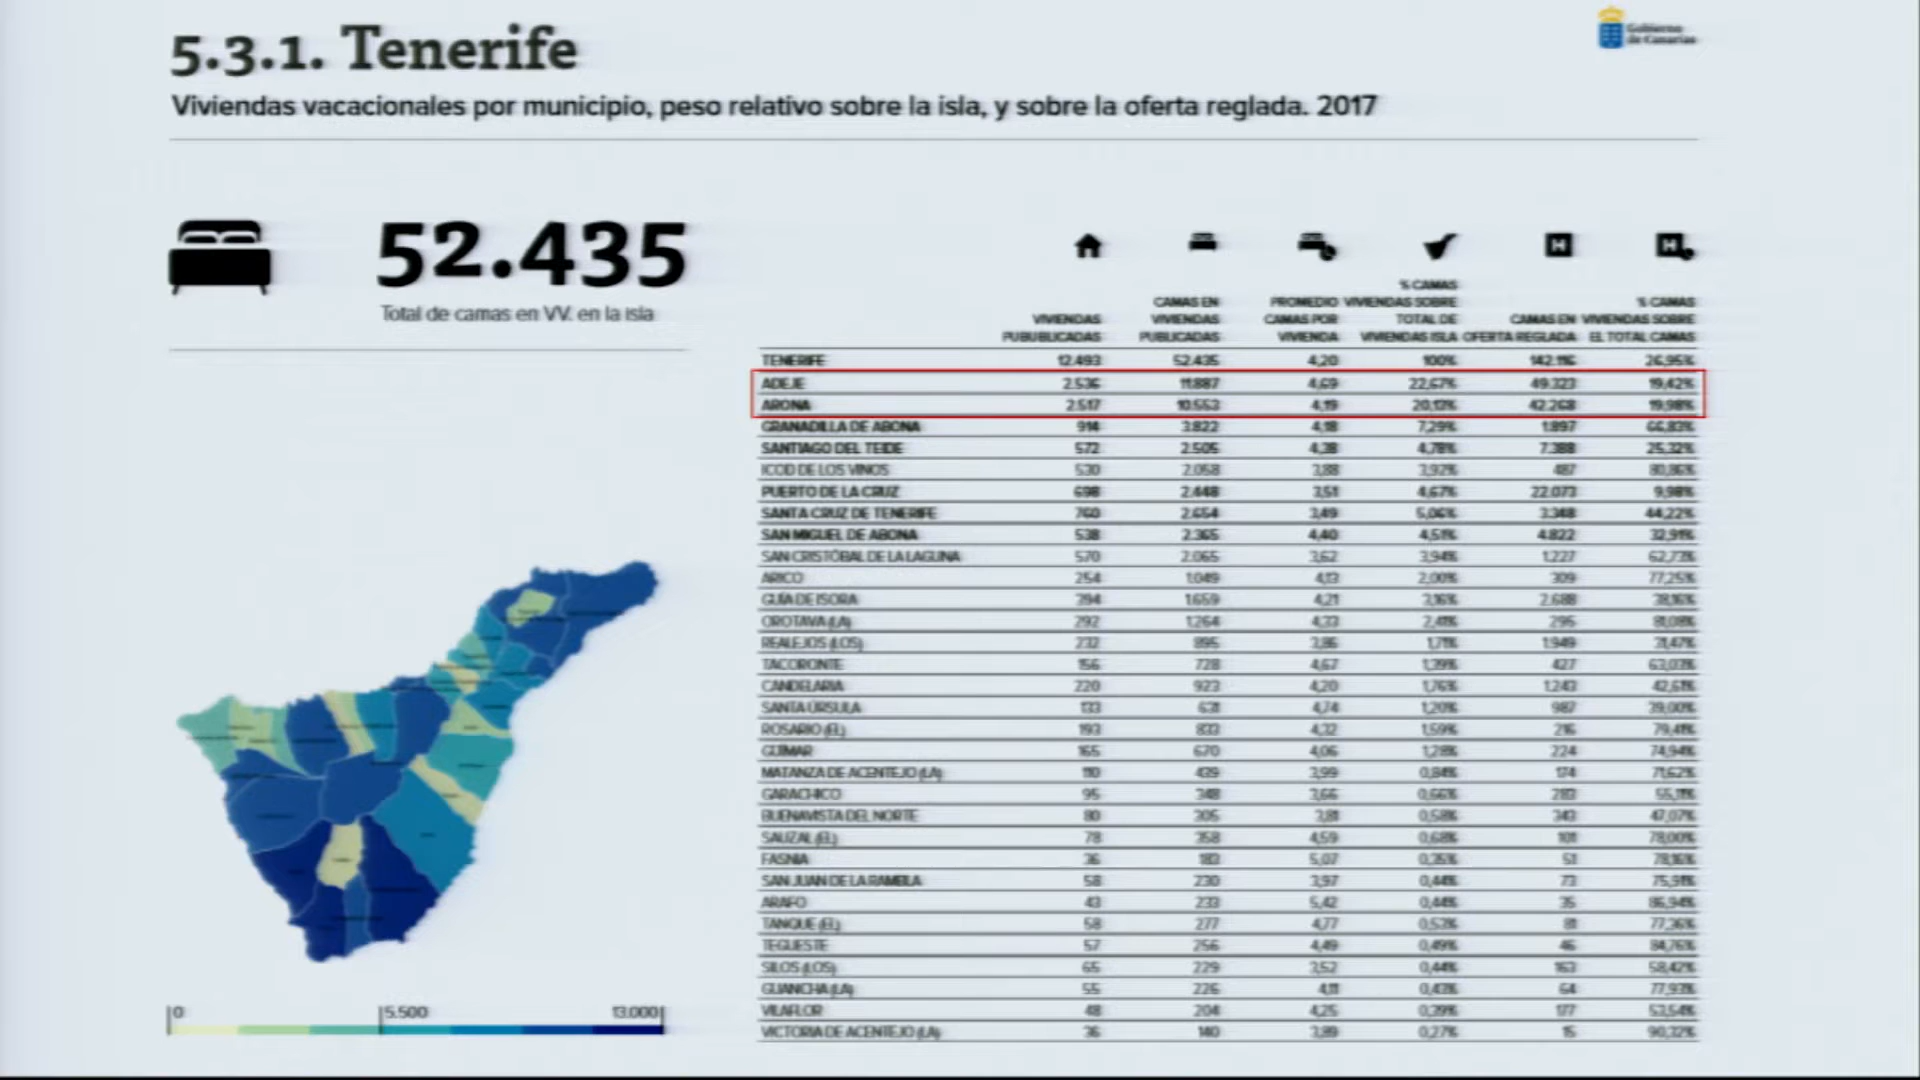 5.3.1. Tenerife
Gobierno
de Canarias
Viviendas vacacionales por municipio, peso relativo sobre la isla, y sobre la oferta reglada. 2017
52.435
Total de camas en VV. en la isla
VIVIENDAS PUBUBLICADAS
CAMAS EN VIVIENDAS PUBLICADAS
PROMEDIO CAMAS POR VIVIENDA
% CAMAS VIVIENDAS SOBRE TOTAL DE VIVIENDAS ISLA
CAMAS EN OFERTA REGLADA
% CAMAS VIVIENDAS SOBRE EL TOTAL CAMAS
TENERIFE 12.493 52.435 4,20 100% 142.116 26,95%
ADEJE 2.536 11.887 4,69 22,67% 49.323 19,42%
ARONA 2.517 10.553 4,19 20,13% 42.268 19,98%
GRANADILLA DE ABONA 914 3.822 4,18 7,29% 1.897 66,83%
SANTIAGO DEL TEIDE 572 2.505 4,38 4,78% 7.388 25,32%
ICOD DE LOS VINOS 530 2.058 3,88 3,92% 487 80,86%
PUERTO DE LA CRUZ 698 2.448 3,51 4,67% 22.073 9,98%
SANTA CRUZ DE TENERIFE 760 2.654 3,49 5,06% 3.348 44,22%
SAN MIGUEL DE ABONA 538 2.365 4,40 4,51% 4.822 32,91%
SAN CRISTÓBAL DE LA LAGUNA 570 2.065 3,62 3,94% 1.227 62,73%
ARICO 254 1.049 4,13 2,00% 309 77,25%
GUÍA DE ISORA 394 1.659 4,21 3,16% 2.688 38,16%
OROTAVA (LA) 292 1.264 4,33 2,41% 295 81,08%
REALEJOS (LOS) 232 895 3,86 1,71% 1.949 31,47%
TACORONTE 156 728 4,67 1,39% 427 63,03%
CANDELARIA 220 923 4,20 1,76% 1.243 42,61%
SANTA ÚRSULA 133 631 4,74 1,20% 987 39,00%
ROSARIO (EL) 193 833 4,32 1,59% 216 79,41%
GÜÍMAR 165 670 4,06 1,28% 224 74,94%
MATANZA DE ACENTEJO (LA) 110 439 3,99 0,84% 174 71,62%
GARACHICO 95 348 3,66 0,66% 283 55,11%
BUENAVISTA DEL NORTE 80 305 3,81 0,58% 343 47,07%
SAUZAL (EL) 78 358 4,59 0,68% 101 78,00%
FASNIA 36 183 5,07 0,35% 51 78,16%
SAN JUAN DE LA RAMBLA 58 230 3,97 0,44% 73 75,91%
ARAFO 43 233 5,42 0,44% 35 86,94%
TANQUE (EL) 58 277 4,77 0,53% 81 77,36%
TEGUESTE 57 256 4,49 0,49% 46 84,76%
SILOS (LOS) 65 229 3,52 0,44% 163 58,42%
GUANCHA (LA) 55 226 4,11 0,43% 64 77,93%
VILAFLOR 48 204 4,25 0,39% 177 53,54%
VICTORIA DE ACENTEJO (LA) 36 140 3,89 0,27% 15 90,32%
0 5.500 13.000